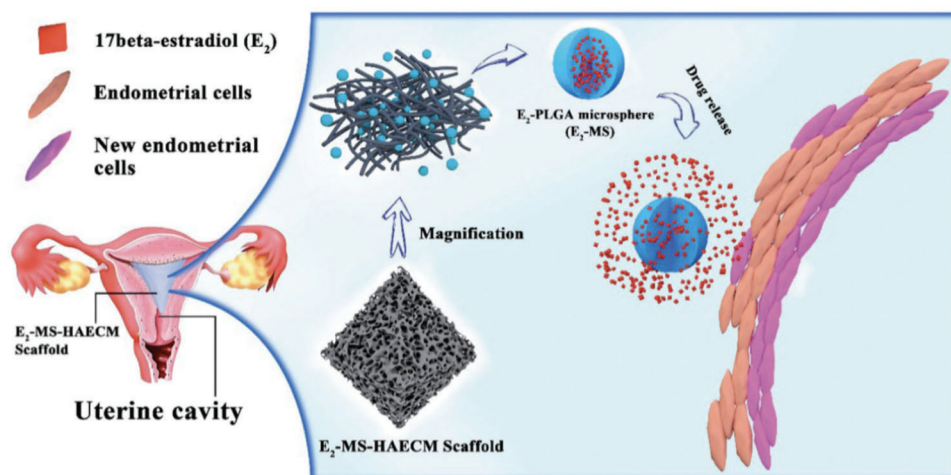 17beta-estradiol (E₂)
Endometrial cells
New endometrial
cells
E₂-MS-HAECM
Scaffold
Uterine cavity
E₂-PLGA microsphere
(E₂-MS)
Drug release
Magnification
E₂-MS-HAECM Scaffold